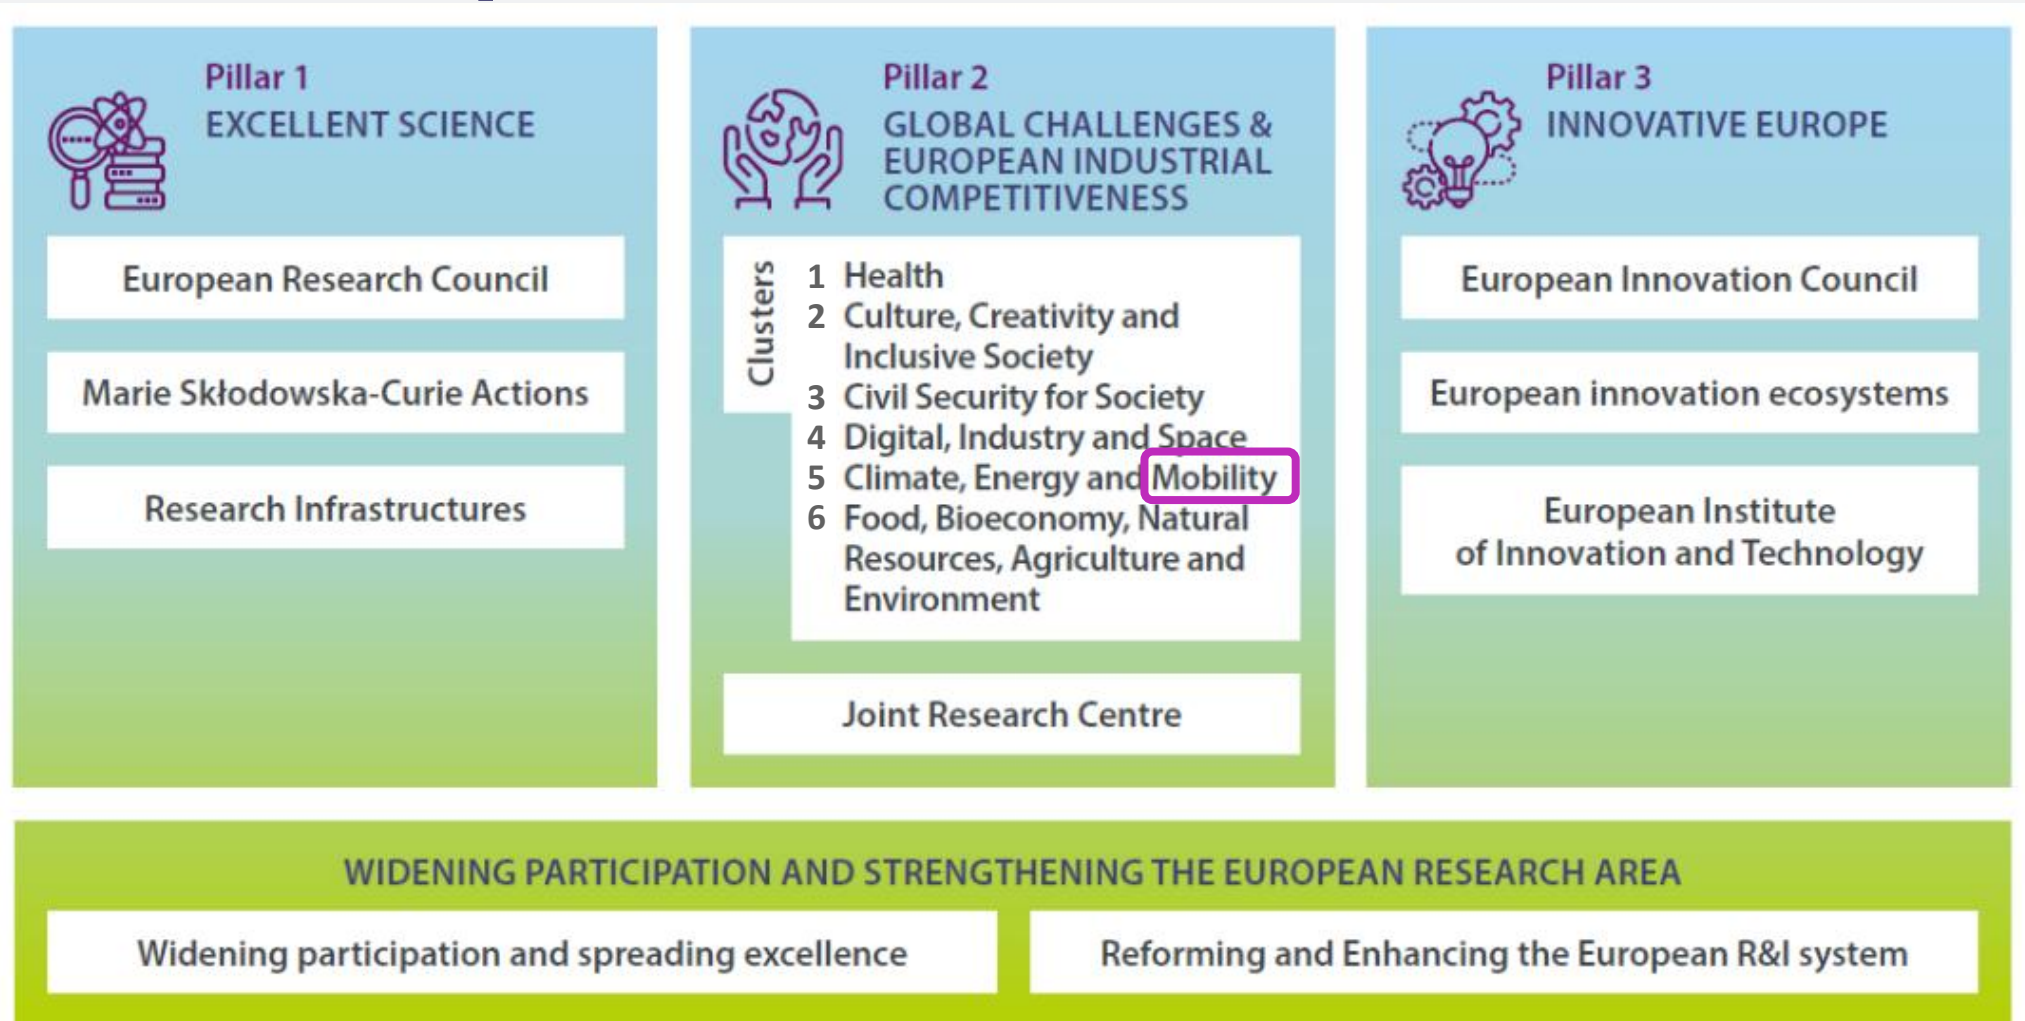 Pillar 1
EXCELLENT SCIENCE
European Research Council
Marie Skłodowska-Curie Actions
Research Infrastructures
Pillar 2
GLOBAL CHALLENGES &
EUROPEAN INDUSTRIAL
COMPETITIVENESS
Clusters
1 Health
2 Culture, Creativity and
Inclusive Society
3 Civil Security for Society
4 Digital, Industry and Space
5 Climate, Energy and Mobility
6 Food, Bioeconomy, Natural
Resources, Agriculture and
Environment
Joint Research Centre
Pillar 3
INNOVATIVE EUROPE
European Innovation Council
European innovation ecosystems
European Institute
of Innovation and Technology
WIDENING PARTICIPATION AND STRENGTHENING THE EUROPEAN RESEARCH AREA
Widening participation and spreading excellence
Reforming and Enhancing the European R&I system